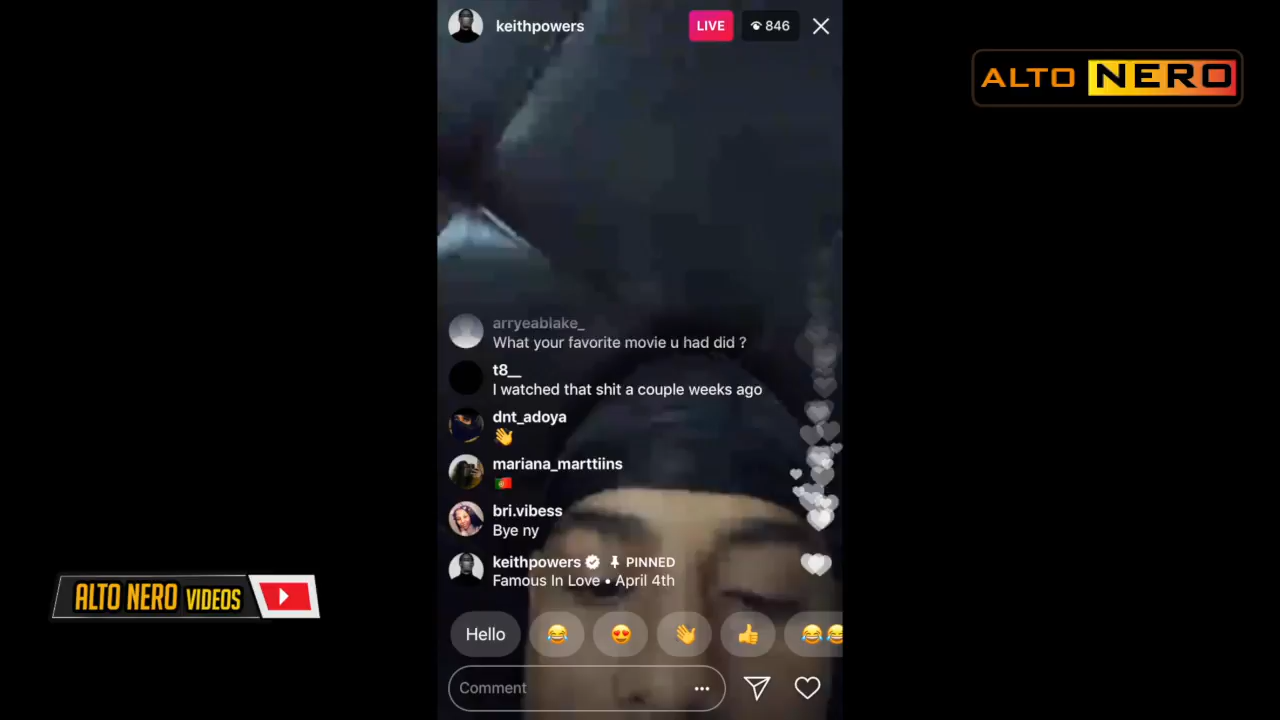 keithpowers
LIVE
846
ALTO NERO
arryeablake_
What your favorite movie u had did ?
t8__
I watched that shit a couple weeks ago
dnt_adoya
👋
mariana_marttiins
🇵🇹
bri.vibess
Bye ny
keithpowers PINNED
Famous In Love • April 4th
ALTO NERO VIDEOS
Hello 😂 😍 👋 👍 😂😂
Comment